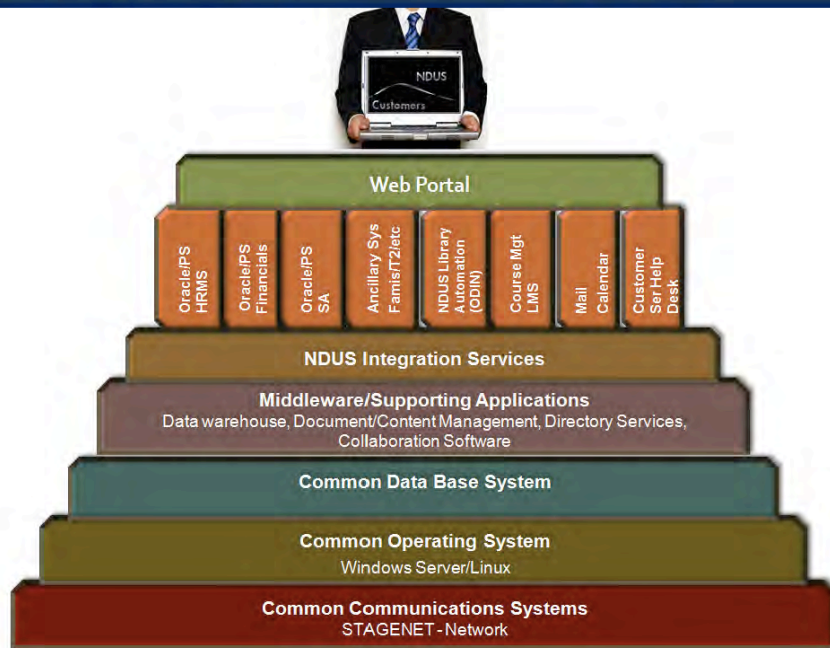 NDUS
Customers
Web Portal
Oracle/PS
HRMS
Oracle/PS
Financials
Oracle/PS
SA
Ancillary Sys
Famis/T2/etc
NDUS Library
Automation
(ODIN)
Course Mgt
LMS
Mail
Calendar
Customer
Ser Help
Desk
NDUS Integration Services
Middleware/Supporting Applications
Data warehouse, Document/Content Management, Directory Services,
Collaboration Software
Common Data Base System
Common Operating System
Windows Server/Linux
Common Communications Systems
STAGENET - Network